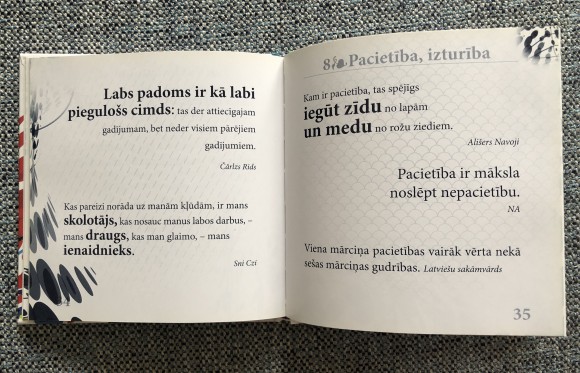 Labs padoms ir kā labi
piegulošs cimds: tas der attiecīgajam
gadījumam, bet neder visiem pārējiem
gadījumiem.
Čārlzs Rīds
Kas pareizi norāda uz manām kļūdām, ir mans
skolotājs, kas nosauc manus labos darbus, –
mans draugs, kas man glaimo, – mans
ienaidnieks.
Sni Czi
8 Pacietība, izturība
Kam ir pacietība, tas spējīgs
iegūt zīdu no lapām
un medu no rožu ziediem.
Ališers Navoji
Pacietība ir māksla
noslēpt nepacietību.
NA
Viena mārciņa pacietības vairāk vērta nekā
sešas mārciņas gudrības. Latviešu sakāmvārds
35